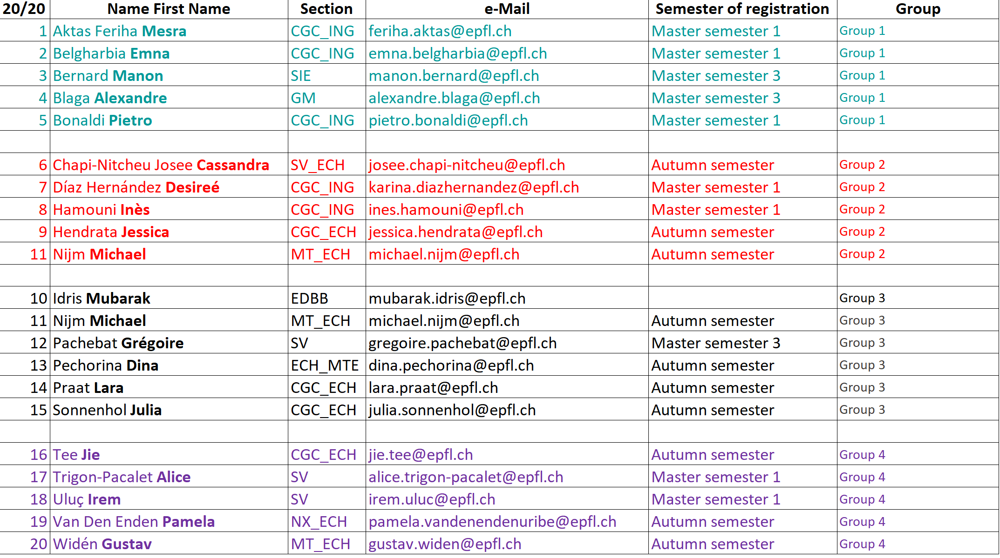 20/20 Name First Name Section e-Mail Semester of registration Group
1 Aktas Feriha Mesra CGC_ING feriha.aktas@epfl.ch Master semester 1 Group 1
2 Belgharbia Emna CGC_ING emna.belgharbia@epfl.ch Master semester 1 Group 1
3 Bernard Manon SIE manon.bernard@epfl.ch Master semester 3 Group 1
4 Blaga Alexandre GM alexandre.blaga@epfl.ch Master semester 3 Group 1
5 Bonaldi Pietro CGC_ING pietro.bonaldi@epfl.ch Master semester 1 Group 1
6 Chapi-Nitcheu Josee Cassandra SV_ECH josee.chapi-nitcheu@epfl.ch Autumn semester Group 2
7 Díaz Hernández Desireé CGC_ING karina.diazhernandez@epfl.ch Master semester 1 Group 2
8 Hamouni Inès CGC_ING ines.hamouni@epfl.ch Master semester 1 Group 2
9 Hendrata Jessica CGC_ECH jessica.hendrata@epfl.ch Autumn semester Group 2
11 Nijm Michael MT_ECH michael.nijm@epfl.ch Autumn semester Group 2
10 Idris Mubarak EDBB mubarak.idris@epfl.ch Group 3
11 Nijm Michael MT_ECH michael.nijm@epfl.ch Autumn semester Group 3
12 Pachebat Grégoire SV gregoire.pachebat@epfl.ch Master semester 3 Group 3
13 Pechorina Dina ECH_MTE dina.pechorina@epfl.ch Autumn semester Group 3
14 Praat Lara CGC_ECH lara.praat@epfl.ch Autumn semester Group 3
15 Sonnenhol Julia CGC_ECH julia.sonnenhol@epfl.ch Autumn semester Group 3
16 Tee Jie CGC_ECH jie.tee@epfl.ch Autumn semester Group 4
17 Trigon-Pacalet Alice SV alice.trigon-pacalet@epfl.ch Master semester 1 Group 4
18 Uluç Irem SV irem.uluc@epfl.ch Master semester 1 Group 4
19 Van Den Enden Pamela NX_ECH pamela.vandenendenuribe@epfl.ch Autumn semester Group 4
20 Widén Gustav MT_ECH gustav.widen@epfl.ch Autumn semester Group 4